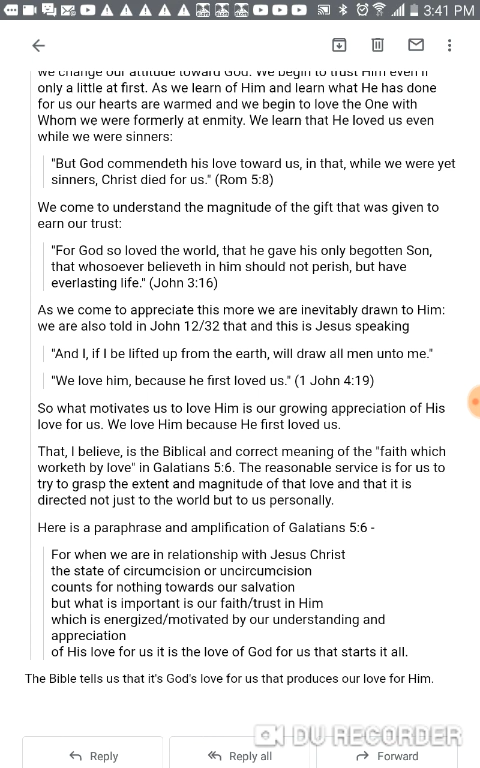 3:41 PM
we change our attitude toward God. We begin to trust Him even if
only a little at first. As we learn of Him and learn what He has done
for us our hearts are warmed and we begin to love the One with
Whom we were formerly at enmity. We learn that He loved us even
while we were sinners:
"But God commendeth his love toward us, in that, while we were yet
sinners, Christ died for us." (Rom 5:8)
We come to understand the magnitude of the gift that was given to
earn our trust:
"For God so loved the world, that he gave his only begotten Son,
that whosoever believeth in him should not perish, but have
everlasting life." (John 3:16)
As we come to appreciate this more we are inevitably drawn to Him:
we are also told in John 12/32 that and this is Jesus speaking
"And I, if I be lifted up from the earth, will draw all men unto me."
"We love him, because he first loved us." (1 John 4:19)
So what motivates us to love Him is our growing appreciation of His
love for us. We love Him because He first loved us.
That, I believe, is the Biblical and correct meaning of the "faith which
worketh by love" in Galatians 5:6. The reasonable service is for us to
try to grasp the extent and magnitude of that love and that it is
directed not just to the world but to us personally.
Here is a paraphrase and amplification of Galatians 5:6 -
For when we are in relationship with Jesus Christ
the state of circumcision or uncircumcision
counts for nothing towards our salvation
but what is important is our faith/trust in Him
which is energized/motivated by our understanding and
appreciation
of His love for us it is the love of God for us that starts it all.
The Bible tells us that it's God's love for us that produces our love for Him.
DU RECORDER
Reply
Reply all
Forward